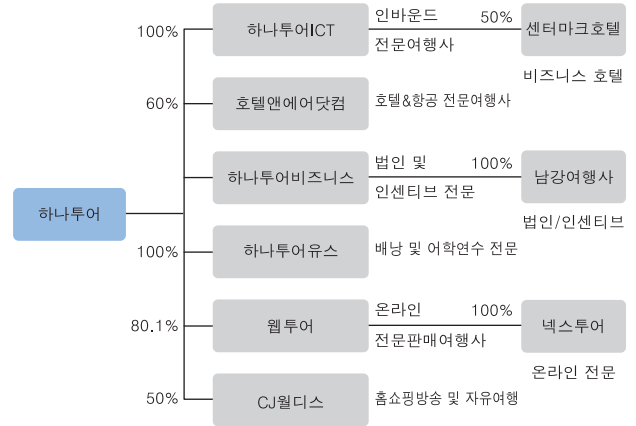 100% 하나투어ICT 인바운드 50% 센터마크호텔
전문여행사
비즈니스 호텔
60% 호텔앤에어닷컴 호텔&항공 전문여행사
하나투어비즈니스 법인 및 100% 남강여행사
인센티브 전문
하나투어
법인/인센티브
100% 하나투어유스 배낭 및 어학연수 전문
80.1% 웹투어 온라인 100% 넥스투어
전문판매여행사
온라인 전문
50% CJ월디스 홈쇼핑방송 및 자유여행